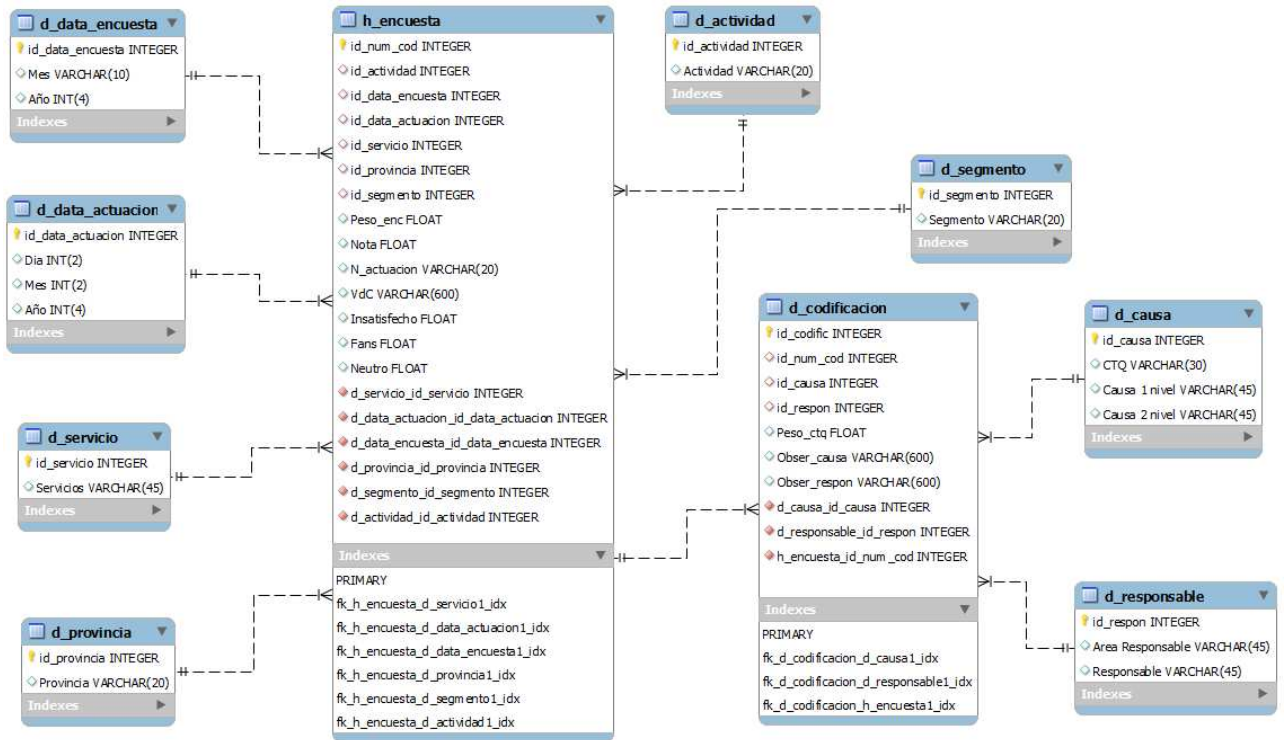 d_data_encuesta
id_data_encuesta INTEGER
Mes VARCHAR(10)
Año INT(4)
Indexes
d_data_actuacion
id_data_actuacion INTEGER
Dia INT(2)
Mes INT(2)
Año INT(4)
Indexes
d_servicio
id_servicio INTEGER
Servicios VARCHAR(45)
Indexes
d_provincia
id_provincia INTEGER
Provincia VARCHAR(20)
Indexes
h_encuesta
id_num_cod INTEGER
id_actividad INTEGER
id_data_encuesta INTEGER
id_data_actuacion INTEGER
id_servicio INTEGER
id_provincia INTEGER
id_segmento INTEGER
Peso_enc FLOAT
Nota FLOAT
N_actuacion VARCHAR(20)
VdC VARCHAR(600)
Insatisfecho FLOAT
Fans FLOAT
Neutro FLOAT
d_servicio_id_servicio INTEGER
d_data_actuacion_id_data_actuacion INTEGER
d_data_encuesta_id_data_encuesta INTEGER
d_provincia_id_provincia INTEGER
d_segmento_id_segmento INTEGER
d_actividad_id_actividad INTEGER
Indexes
PRIMARY
fk_h_encuesta_d_servicio1_idx
fk_h_encuesta_d_data_actuacion1_idx
fk_h_encuesta_d_data_encuesta1_idx
fk_h_encuesta_d_provincia1_idx
fk_h_encuesta_d_segmento1_idx
fk_h_encuesta_d_actividad1_idx
d_actividad
id_actividad INTEGER
Actividad VARCHAR(20)
Indexes
d_segmento
id_segmento INTEGER
Segmento VARCHAR(20)
Indexes
d_codificacion
id_codific INTEGER
id_num_cod INTEGER
id_causa INTEGER
id_respon INTEGER
Peso_ctq FLOAT
Obser_causa VARCHAR(600)
Obser_respon VARCHAR(600)
d_causa_id_causa INTEGER
d_responsable_id_respon INTEGER
h_encuesta_id_num_cod INTEGER
Indexes
PRIMARY
fk_d_codificacion_d_causa1_idx
fk_d_codificacion_d_responsable1_idx
fk_d_codificacion_h_encuesta1_idx
d_causa
id_causa INTEGER
CTQ VARCHAR(30)
Causa 1 nivel VARCHAR(45)
Causa 2 nivel VARCHAR(45)
Indexes
d_responsable
id_respon INTEGER
Area Responsable VARCHAR(45)
Responsable VARCHAR(45)
Indexes